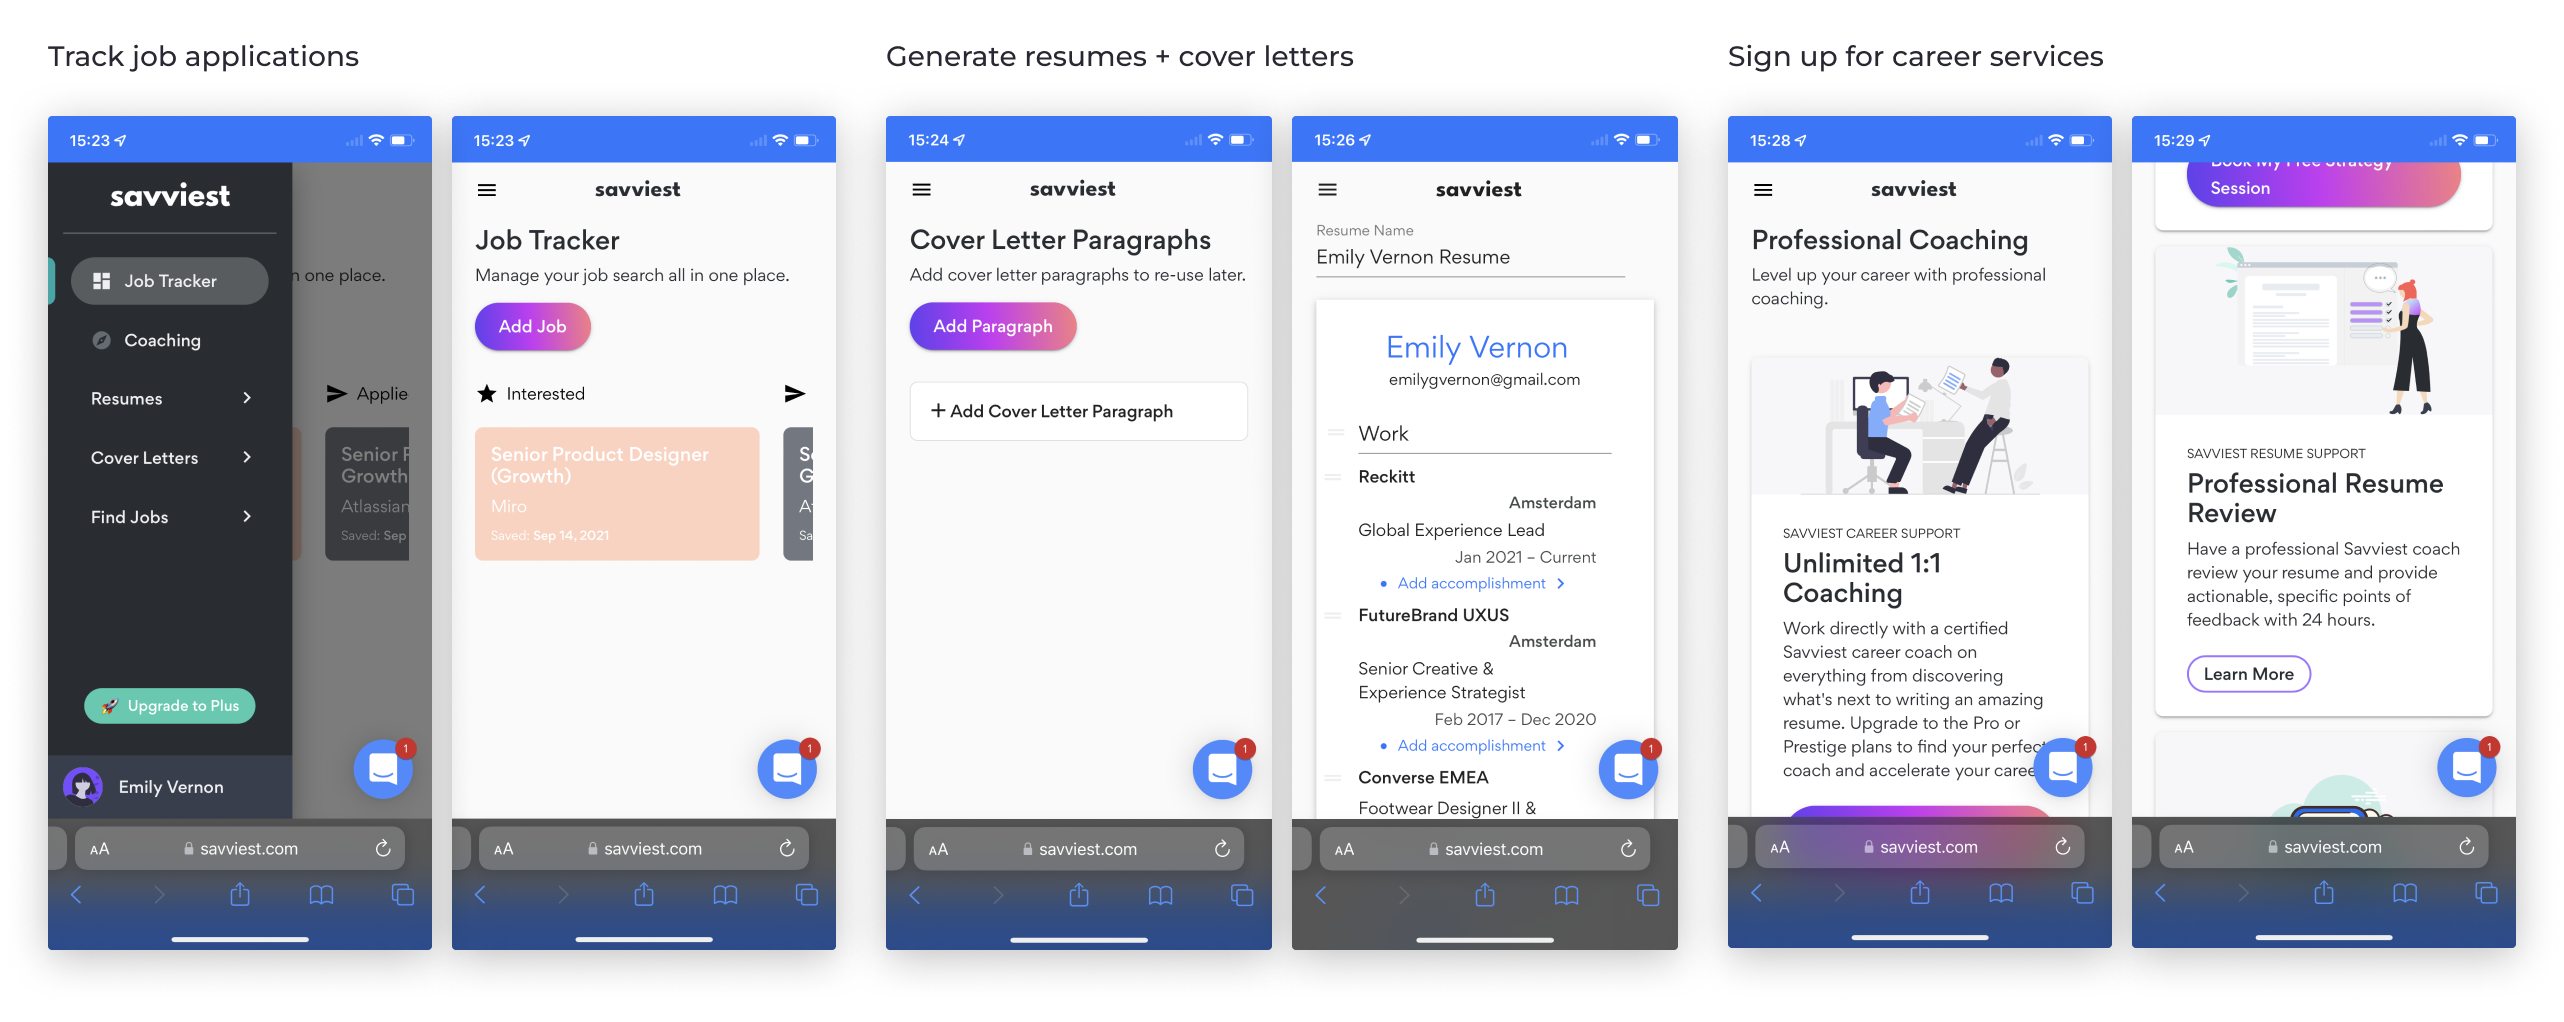 Track job applications
15:23
savviest
Job Tracker
Coaching
Resumes
Cover Letters
Find Jobs
Upgrade to Plus
Emily Vernon
n one place.
Applie
Senior P
Growth
Atlassian
Saved: Sep
1
AA savviest.com
15:23
savviest
Job Tracker
Manage your job search all in one place.
Add Job
Interested
Senior Product Designer
(Growth)
Miro
Saved: Sep 14, 2021
S
G
A
Sa
1
AA savviest.com
Generate resumes + cover letters
15:24
savviest
Cover Letter Paragraphs
Add cover letter paragraphs to re-use later.
Add Paragraph
+ Add Cover Letter Paragraph
1
AA savviest.com
15:26
savviest
Resume Name
Emily Vernon Resume
Emily Vernon
emilygvernon@gmail.com
Work
Reckitt
Amsterdam
Global Experience Lead
Jan 2021 – Current
• Add accomplishment
FutureBrand UXUS
Amsterdam
Senior Creative &
Experience Strategist
Feb 2017 – Dec 2020
• Add accomplishment
Converse EMEA
Footwear Designer II &
1
AA savviest.com
Sign up for career services
15:28
savviest
Professional Coaching
Level up your career with professional
coaching.
SAVVIEST CAREER SUPPORT
Unlimited 1:1
Coaching
Work directly with a certified
Savviest career coach on
everything from discovering
what's next to writing an amazing
resume. Upgrade to the Pro or
Prestige plans to find your perfect
coach and accelerate your caree
1
AA savviest.com
15:29
Book My Free Strategy
Session
SAVVIEST RESUME SUPPORT
Professional Resume
Review
Have a professional Savviest coach
review your resume and provide
actionable, specific points of
feedback with 24 hours.
Learn More
1
AA savviest.com